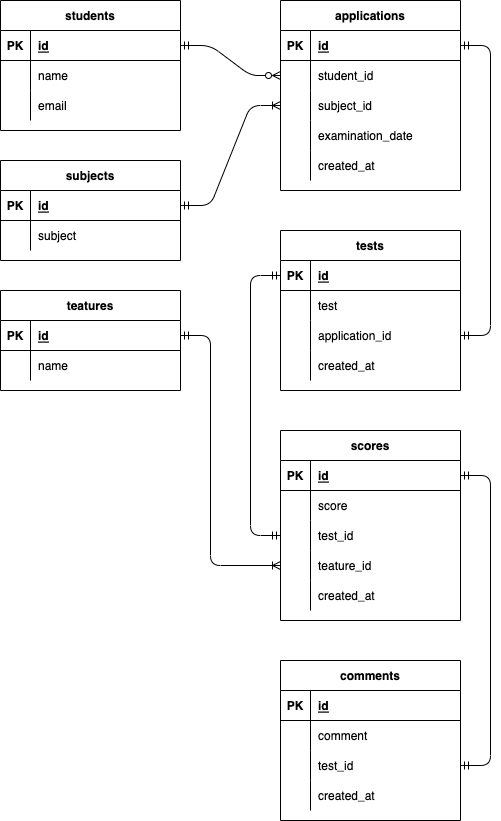 students
PK id
name
email
subjects
PK id
subject
teatures
PK id
name
applications
PK id
student_id
subject_id
examination_date
created_at
tests
PK id
test
application_id
created_at
scores
PK id
score
test_id
teature_id
created_at
comments
PK id
comment
test_id
created_at